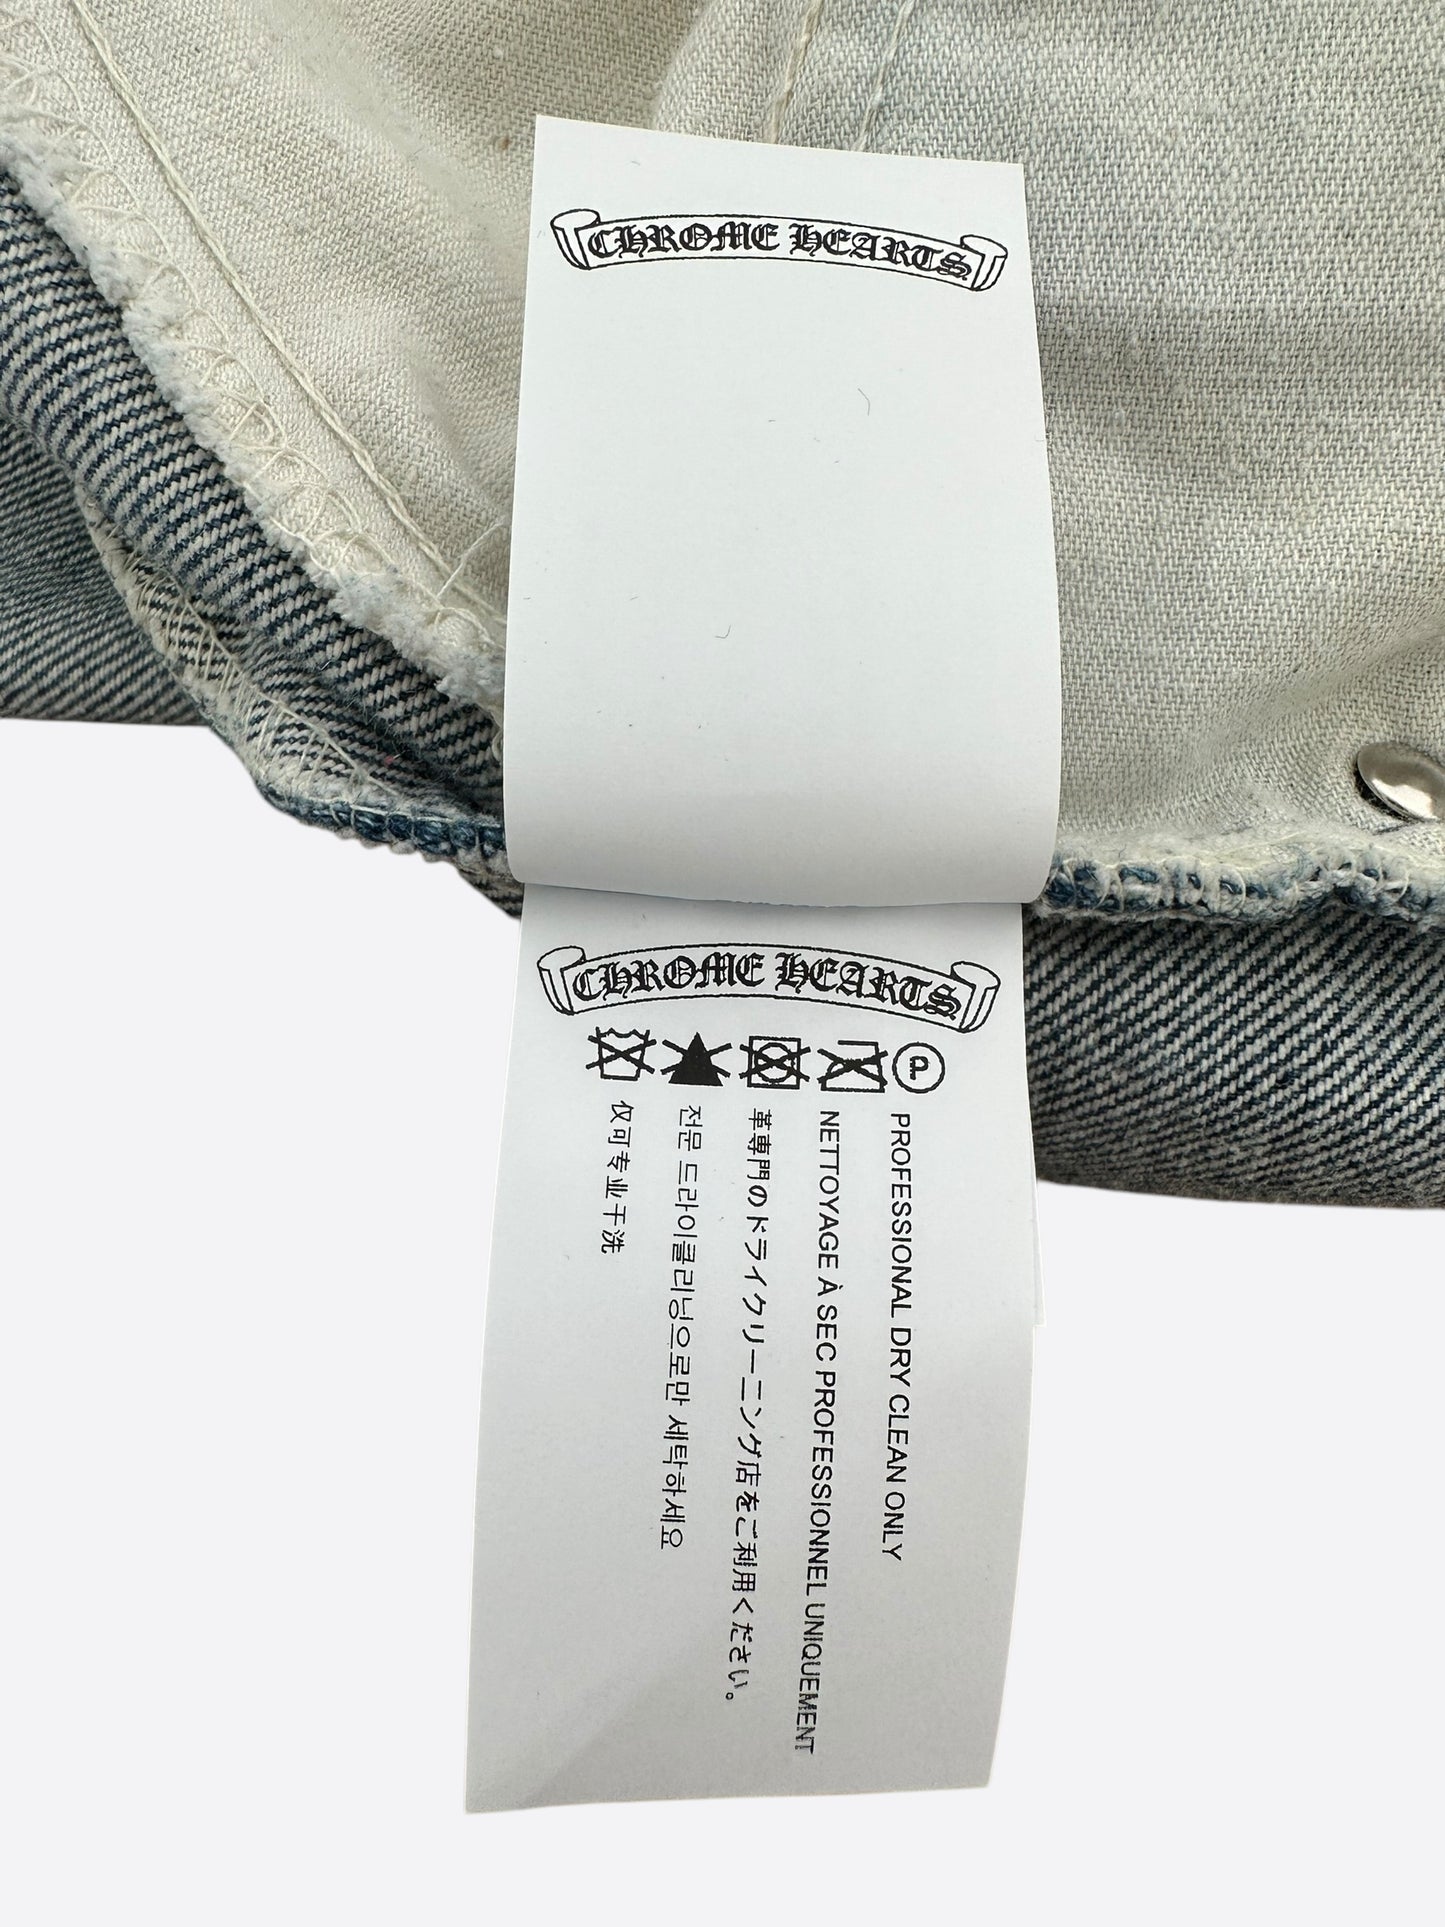 CHROME HEARTS
CHROME HEARTS
P
PROFESSIONAL DRY CLEAN ONLY
NETTOYAGE À SEC PROFESSIONNEL UNIQUEMENT
革専門のドライクリーニング店をご利用ください。
전문 드라이클리닝으로만 세탁하세요
仅可专业干洗